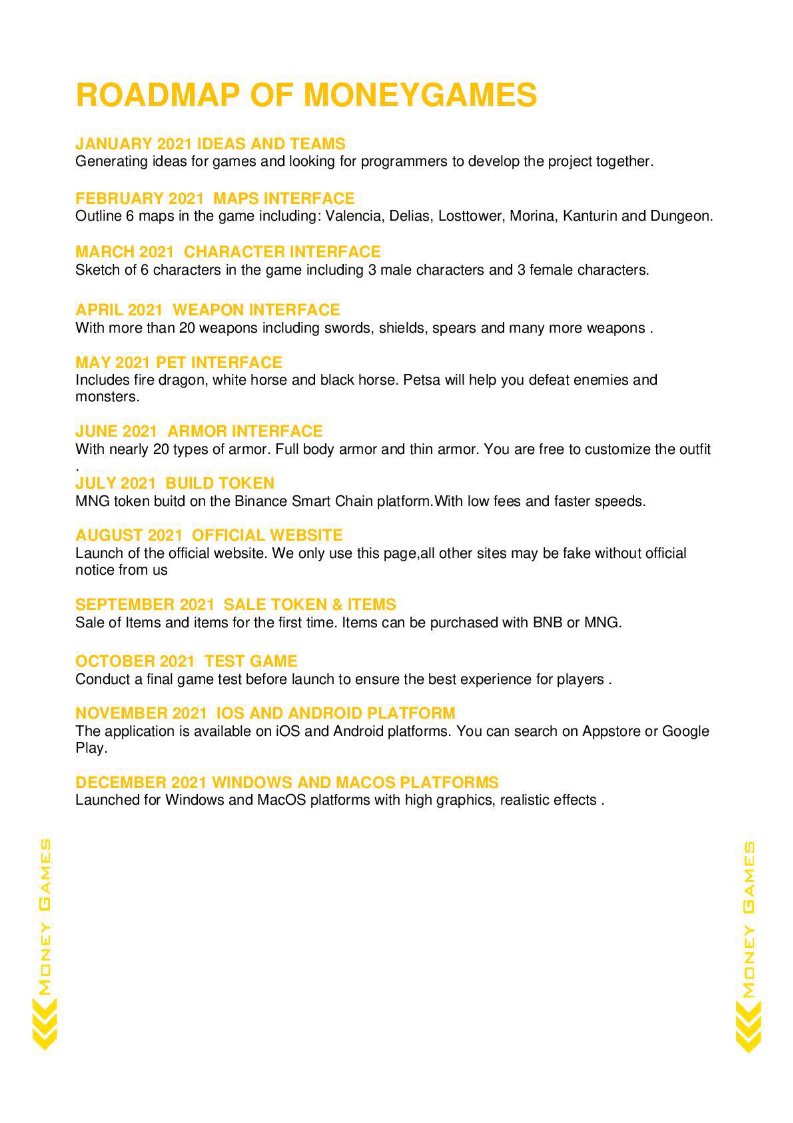 ROADMAP OF MONEYGAMES
JANUARY 2021 IDEAS AND TEAMS
Generating ideas for games and looking for programmers to develop the project together.
FEBRUARY 2021  MAPS INTERFACE
Outline 6 maps in the game including: Valencia, Delias, Losttower, Morina, Kanturin and Dungeon.
MARCH 2021  CHARACTER INTERFACE
Sketch of 6 characters in the game including 3 male characters and 3 female characters.
APRIL 2021  WEAPON INTERFACE
With more than 20 weapons including swords, shields, spears and many more weapons .
MAY 2021 PET INTERFACE
Includes fire dragon, white horse and black horse. Petsa will help you defeat enemies and
monsters.
JUNE 2021  ARMOR INTERFACE
With nearly 20 types of armor. Full body armor and thin armor. You are free to customize the outfit
.
JULY 2021  BUILD TOKEN
MNG token buitd on the Binance Smart Chain platform.With low fees and faster speeds.
AUGUST 2021  OFFICIAL WEBSITE
Launch of the official website. We only use this page,all other sites may be fake without official
notice from us
SEPTEMBER 2021  SALE TOKEN & ITEMS
Sale of Items and items for the first time. Items can be purchased with BNB or MNG.
OCTOBER 2021  TEST GAME
Conduct a final game test before launch to ensure the best experience for players .
NOVEMBER 2021  IOS AND ANDROID PLATFORM
The application is available on iOS and Android platforms. You can search on Appstore or Google
Play.
DECEMBER 2021 WINDOWS AND MACOS PLATFORMS
Launched for Windows and MacOS platforms with high graphics, realistic effects .
Money Games
Money Games